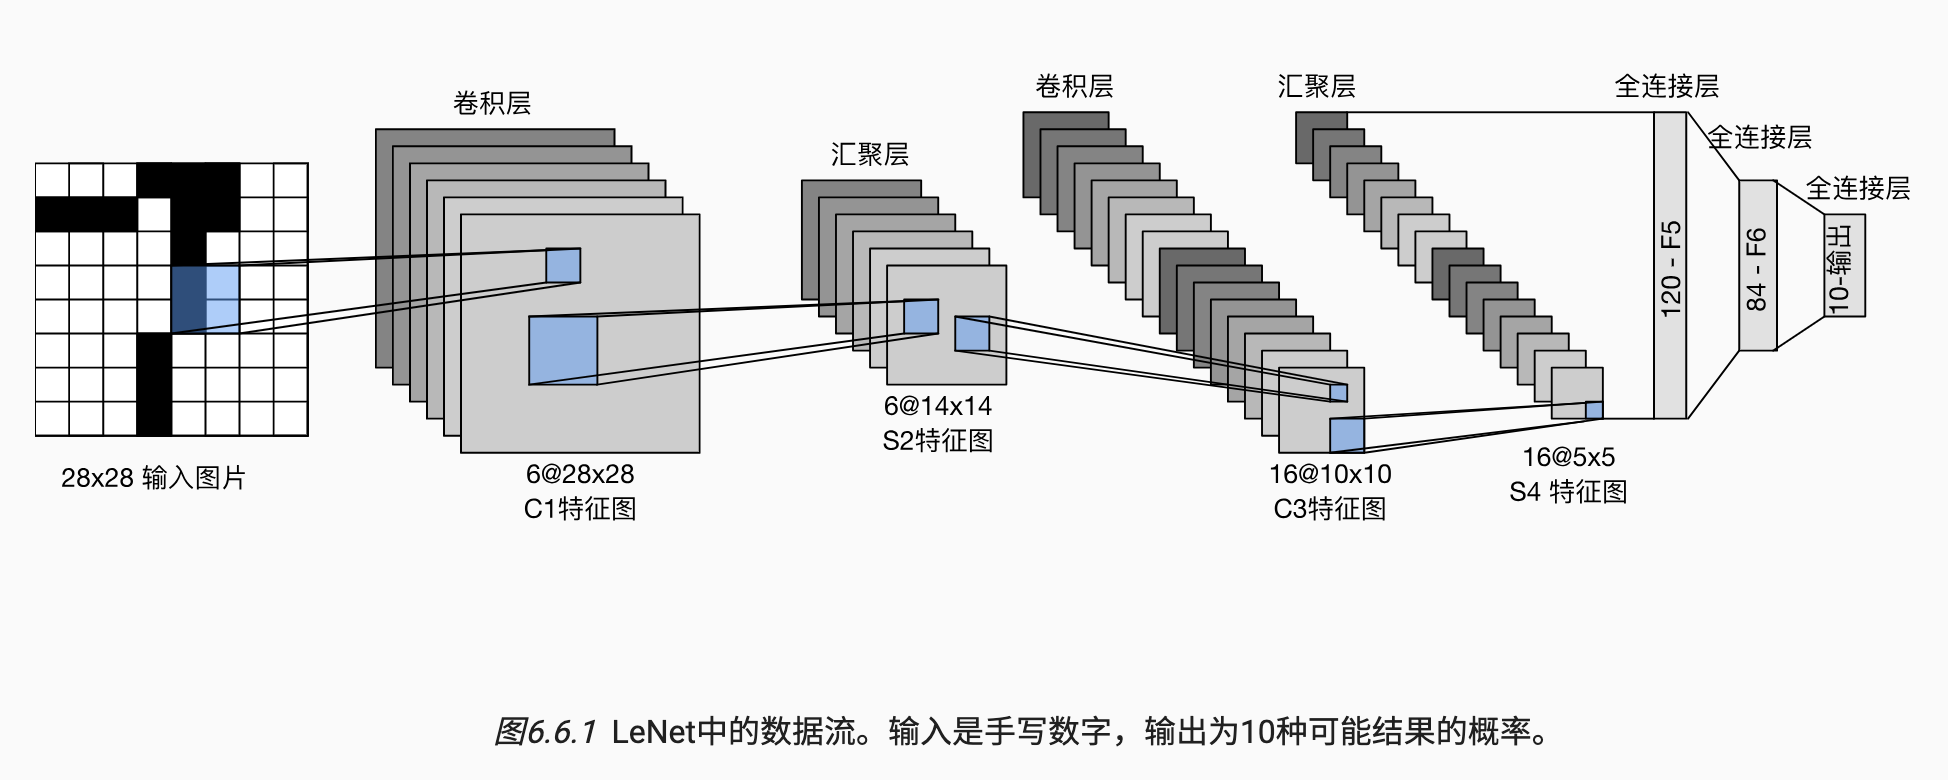 卷积层
汇聚层
卷积层
汇聚层
全连接层
全连接层
全连接层
120 - F5
84 - F6
10-输出
28x28 输入图片
6@28x28
C1特征图
6@14x14
S2特征图
16@10x10
C3特征图
16@5x5
S4 特征图
图6.6.1 LeNet中的数据流。输入是手写数字，输出为10种可能结果的概率。